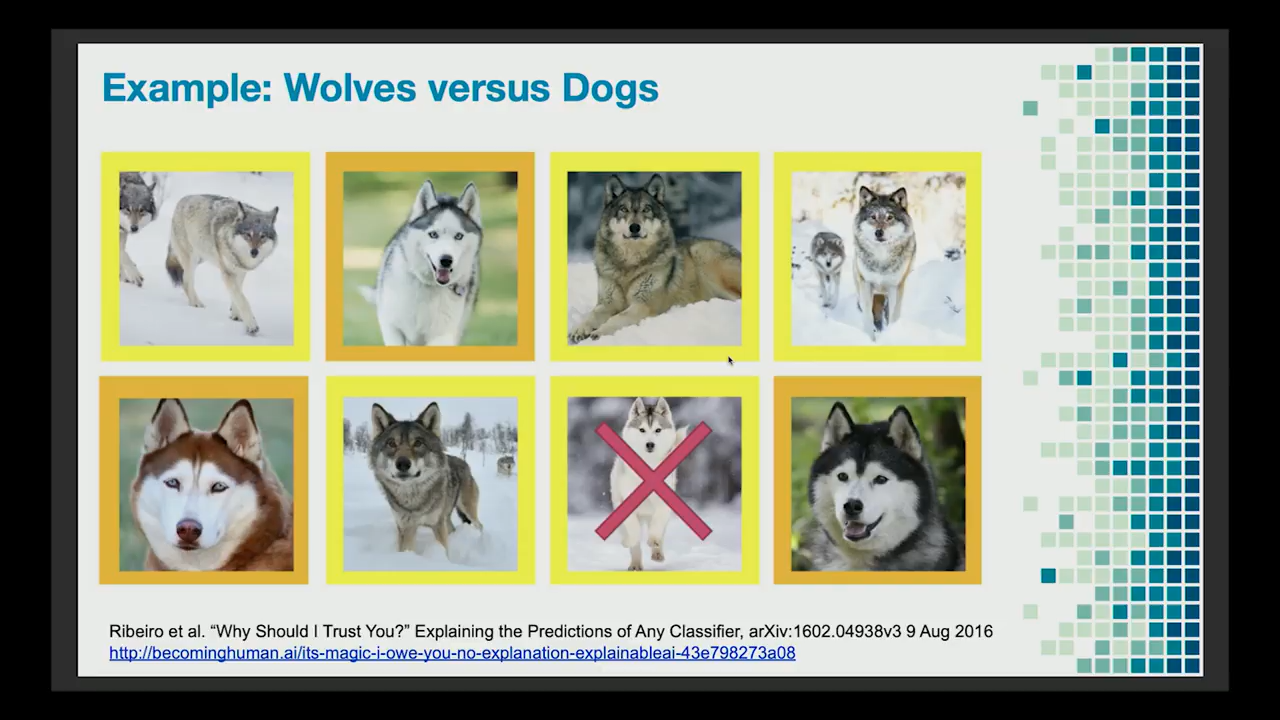 Example: Wolves versus Dogs
Ribeiro et al. “Why Should I Trust You?” Explaining the Predictions of Any Classifier, arXiv:1602.04938v3 9 Aug 2016
http://becominghuman.ai/its-magic-i-owe-you-no-explanation-explainableai-43e798273a08